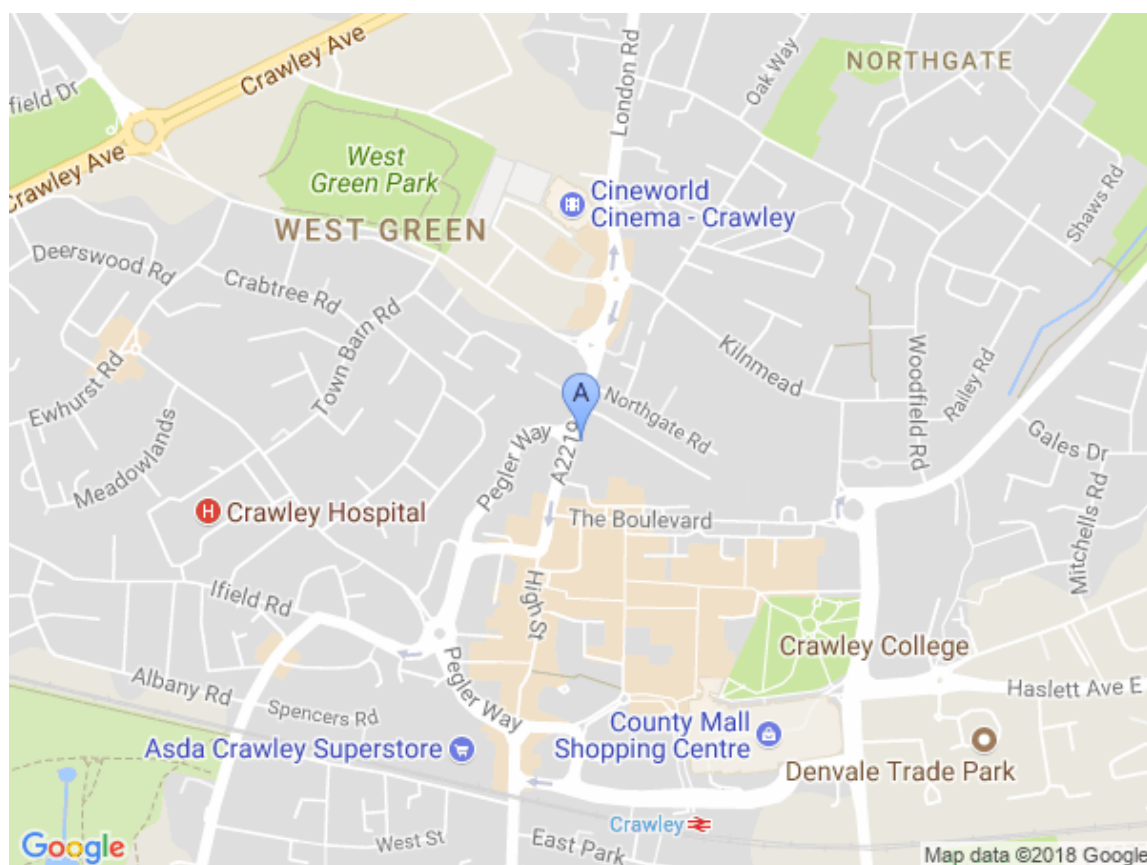 Crawley Ave
London Rd
Oak Way
NORTHGATE
field Dr
Crawley Ave
West
Green Park
Cineworld
Cinema - Crawley
Shaws Rd
WEST GREEN
Deerswood Rd
Crabtree Rd
Town Barn Rd
Kilnmead
Woodfield Rd
Railey Rd
Ewhurst Rd
A
Northgate Rd
Meadowlands
Pegler Way
A2219
Gales Dr
Mitchells Rd
H
Crawley Hospital
The Boulevard
Ifield Rd
High St
Crawley College
Albany Rd
Spencers Rd
Pegler Way
Haslett Ave E
County Mall
Shopping Centre
Asda Crawley Superstore
Denvale Trade Park
Crawley
West St
East Park
Google
Map data ©2018 Google